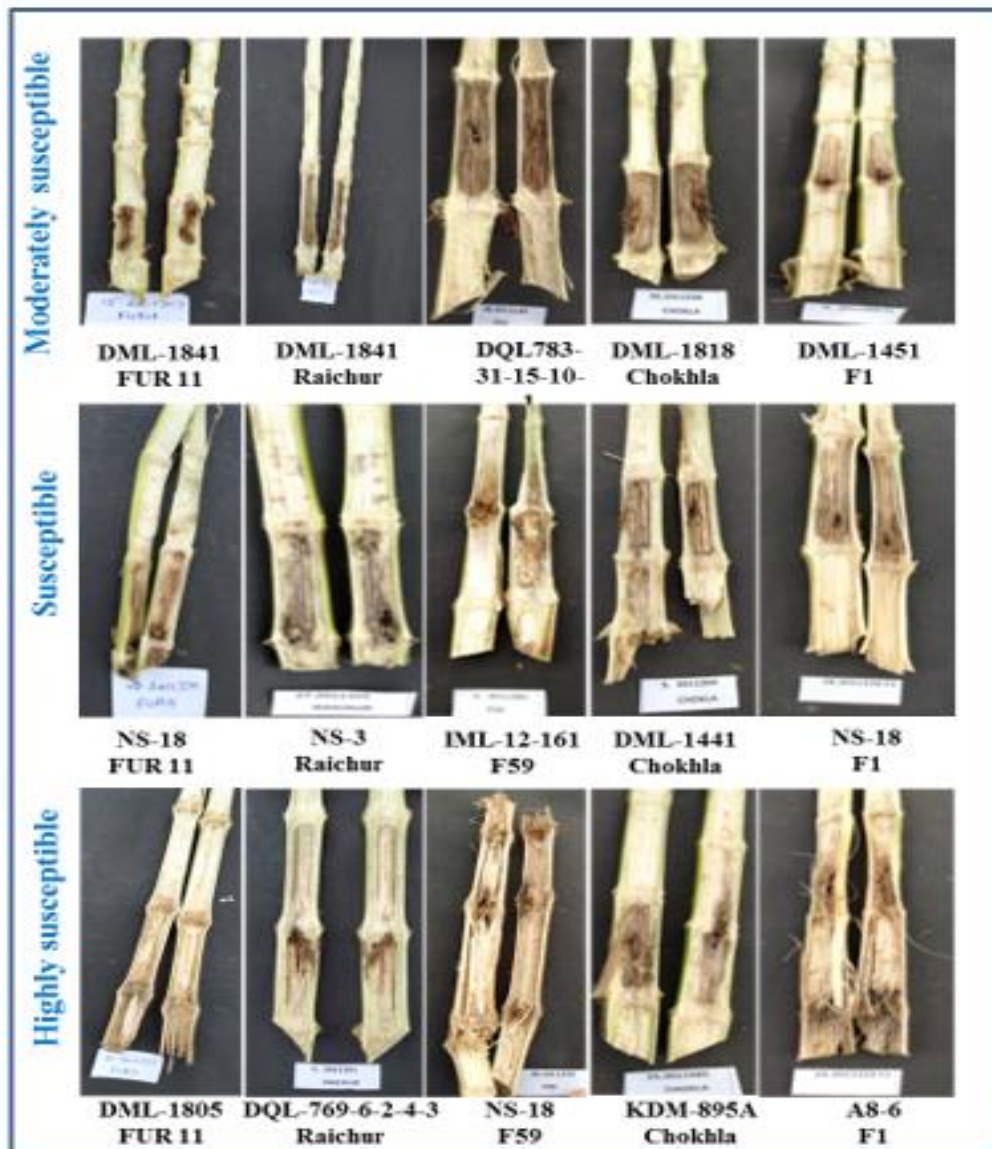 Moderately susceptible
DML-1841
FUR 11
DML-1841
Raichur
DQL783-
31-15-10-
1
DML-1818
Chokhla
DML-1451
F1
Susceptible
NS-18
FUR 11
NS-3
Raichur
IML-12-161
F59
DML-1441
Chokhla
CHOKLA
NS-18
F1
Highly susceptible
DML-1805
FUR 11
DQL-769-6-2-4-3
Raichur
NS-18
F59
KDM-895A
Chokhla
A8-6
F1